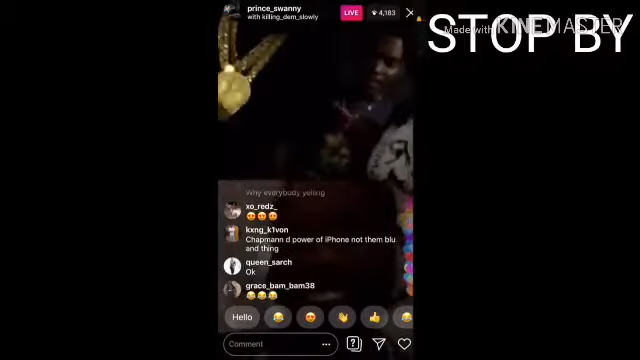 prince_swanny
with killing_dem_slowly
LIVE
4,183
Made with KINEMASTER
STOP BY
Why everybody yelling
xo_redz_
😍😍😍
kxng_k1von
Chapmann d power of iPhone not them blu
and thing
queen_sarch
Ok
grace_bam_bam38
😂😂😂
Hello 😂 😍 👋 👍 😂
Comment